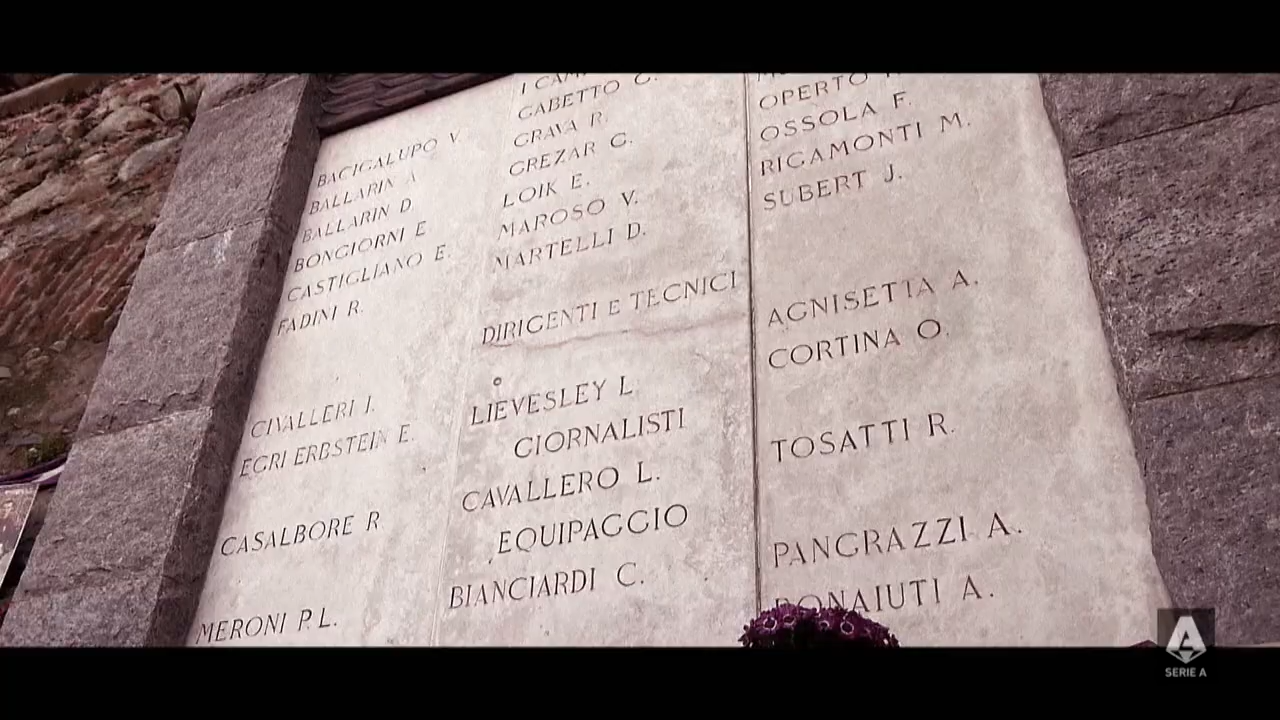 I CAM
GABETTO G.
GRAVA R.
GREZAR G.
LOIK E.
MAROSO V.
MARTELLI D.
OPERTO
OSSOLA F.
RIGAMONTI M.
SUBERT J.
BACIGALUPO V.
BALLARIN A
BALLARIN D
BONGIORNI E
CASTIGLIANO E.
FADINI R.
DIRIGENTI E TECNICI
CIVALLERI I.
LIEVESLEY L
AGNISETTA A.
EGRI ERBSTEIN E.
CORTINA O.
GIORNALISTI
CASALBORE R
CAVALLERO L.
TOSATTI R.
EQUIPAGGIO
MERONI P.L.
BIANCIARDI C.
PANGRAZZI A.
BONAIUTI A.
SERIE A